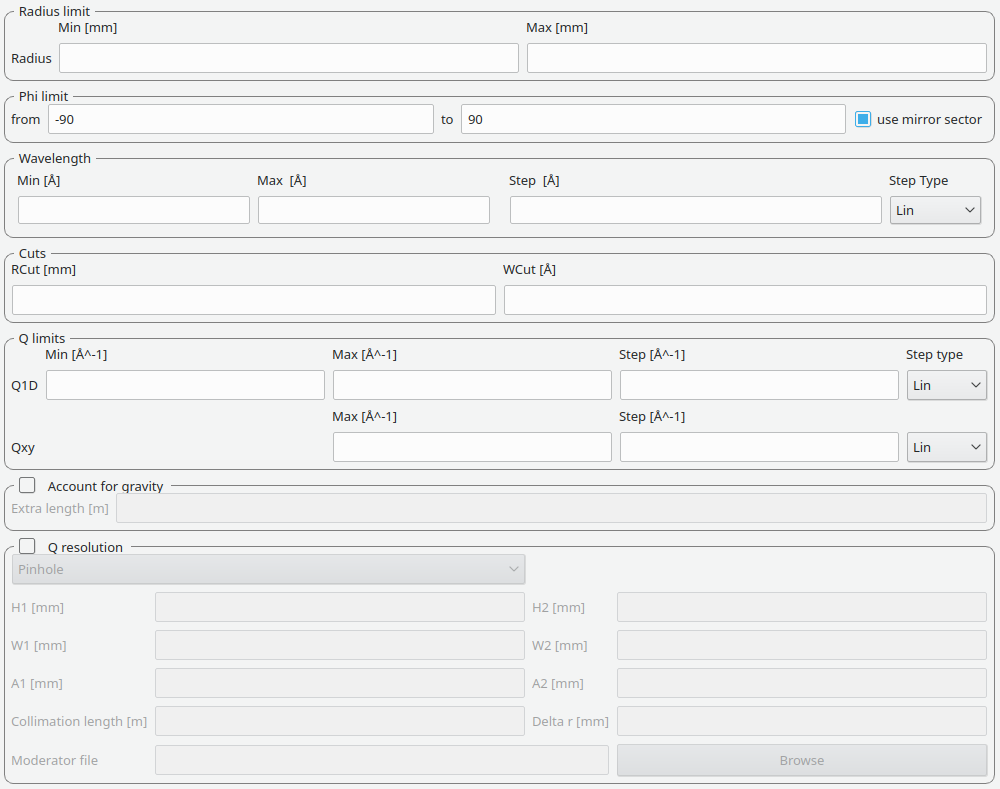 Radius limit
Min [mm] Max [mm]
Radius
Phi limit
from -90 to 90 use mirror sector
Wavelength
Min [Å] Max [Å] Step [Å] Step Type
Lin
Cuts
RCut [mm] WCut [Å]
Q limits
Min [Å^-1] Max [Å^-1] Step [Å^-1] Step type
Q1D Lin
Max [Å^-1] Step [Å^-1]
Qxy Lin
Account for gravity
Extra length [m]
Q resolution
Pinhole
H1 [mm] H2 [mm]
W1 [mm] W2 [mm]
A1 [mm] A2 [mm]
Collimation length [m] Delta r [mm]
Moderator file Browse